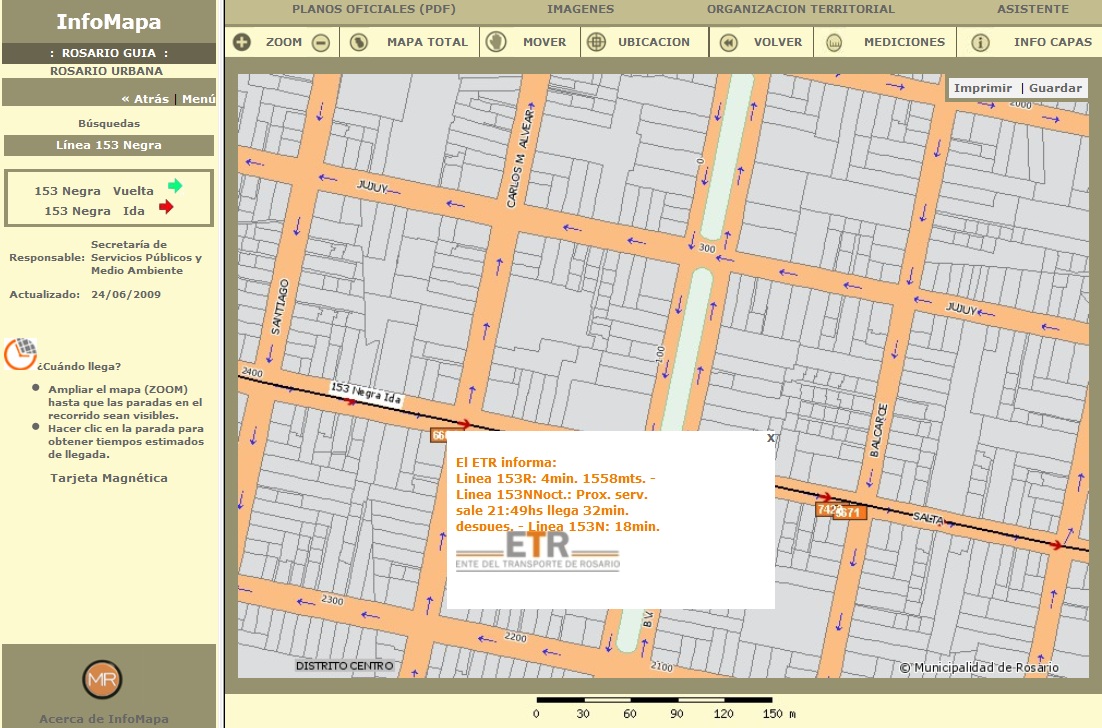 PLANOS OFICIALES (PDF) IMAGENES ORGANIZACION TERRITORIAL ASISTENTE
ZOOM MAPA TOTAL MOVER UBICACION VOLVER MEDICIONES INFO CAPAS
InfoMapa
: ROSARIO GUIA :
ROSARIO URBANA
« Atrás | Menú
Búsquedas
Línea 153 Negra
153 Negra Vuelta
153 Negra Ida
Responsable: Secretaría de
Servicios Públicos y
Medio Ambiente
Actualizado: 24/06/2009
¿Cuándo llega?
Ampliar el mapa (ZOOM)
hasta que las paradas en el
recorrido sean visibles.
Hacer clic en la parada para
obtener tiempos estimados
de llegada.
Tarjeta Magnética
MR
Acerca de InfoMapa
Imprimir | Guardar
2000
CARLOS M. ALVEAR
0
JUJUY
300
SANTIAGO
JUJUY
100
2400
153 Negra Ida
BALCARCE
X
El ETR informa:
Linea 153R: 4min. 1558mts. -
Linea 153NNoct.: Prox. serv.
sale 21:49hs llega 32min.
despues. - Linea 153N: 18min.
ETR
ENTE DEL TRANSPORTE DE ROSARIO
SALTA
2300
2200
2100
DISTRITO CENTRO
© Municipalidad de Rosario
0 30 60 90 120 150 m